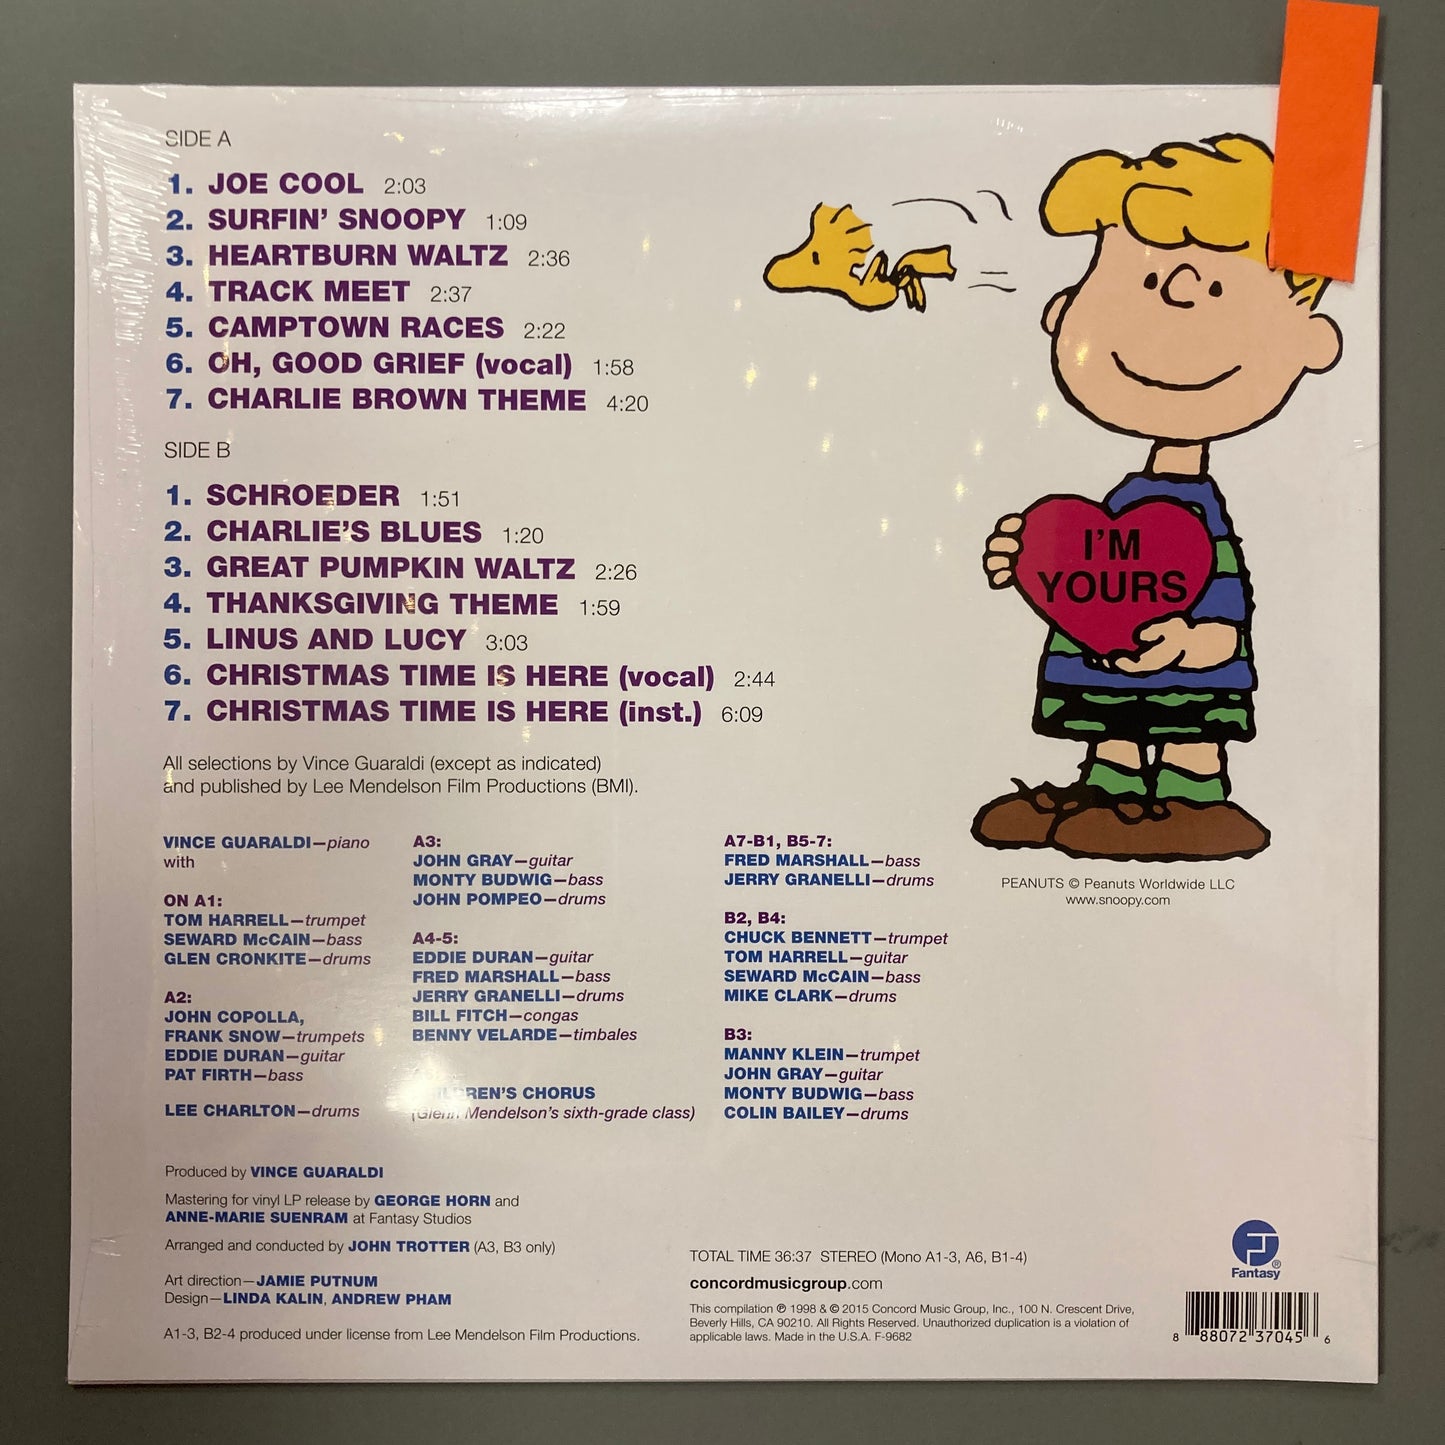 SIDE A
1. JOE COOL 2:03
2. SURFIN' SNOOPY 1:09
3. HEARTBURN WALTZ 2:36
4. TRACK MEET 2:37
5. CAMPTOWN RACES 2:22
6. OH, GOOD GRIEF (vocal) 1:58
7. CHARLIE BROWN THEME 4:20
SIDE B
1. SCHROEDER 1:51
2. CHARLIE'S BLUES 1:20
3. GREAT PUMPKIN WALTZ 2:26
4. THANKSGIVING THEME 1:59
5. LINUS AND LUCY 3:03
6. CHRISTMAS TIME IS HERE (vocal) 2:44
7. CHRISTMAS TIME IS HERE (inst.) 6:09
All selections by Vince Guaraldi (except as indicated)
and published by Lee Mendelson Film Productions (BMI).
VINCE GUARALDI—piano
with
ON A1:
TOM HARRELL—trumpet
SEWARD McCAIN—bass
GLEN CRONKITE—drums
A2:
JOHN COPOLLA,
FRANK SNOW—trumpets
EDDIE DURAN—guitar
PAT FIRTH—bass
LEE CHARLTON—drums
A3:
JOHN GRAY—guitar
MONTY BUDWIG—bass
JOHN POMPEO—drums
A4-5:
EDDIE DURAN—guitar
FRED MARSHALL—bass
JERRY GRANELLI—drums
BILL FITCH—congas
BENNY VELARDE—timbales
CHILDREN'S CHORUS
(Glenn Mendelson's sixth-grade class)
A7-B1, B5-7:
FRED MARSHALL—bass
JERRY GRANELLI—drums
B2, B4:
CHUCK BENNETT—trumpet
TOM HARRELL—guitar
SEWARD McCAIN—bass
MIKE CLARK—drums
B3:
MANNY KLEIN—trumpet
JOHN GRAY—guitar
MONTY BUDWIG—bass
COLIN BAILEY—drums
I'M
YOURS
PEANUTS © Peanuts Worldwide LLC
www.snoopy.com
Produced by VINCE GUARALDI
Mastering for vinyl LP release by GEORGE HORN and
ANNE-MARIE SUENRAM at Fantasy Studios
Arranged and conducted by JOHN TROTTER (A3, B3 only)
Art direction—JAMIE PUTNUM
Design—LINDA KALIN, ANDREW PHAM
A1-3, B2-4 produced under license from Lee Mendelson Film Productions.
TOTAL TIME 36:37 STEREO (Mono A1-3, A6, B1-4)
concordmusicgroup.com
This compilation ℗ 1998 & © 2015 Concord Music Group, Inc., 100 N. Crescent Drive,
Beverly Hills, CA 90210. All Rights Reserved. Unauthorized duplication is a violation of
applicable laws. Made in the U.S.A. F-9682
Fantasy®
8 88072 37045 6